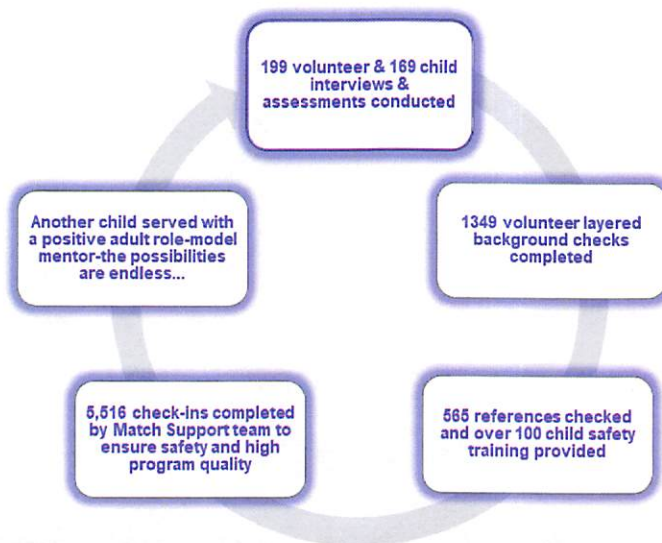 199 volunteer & 169 child
interviews &
assessments conducted
1349 volunteer layered
background checks
completed
565 references checked
and over 100 child safety
training provided
5,516 check-ins completed
by Match Support team to
ensure safety and high
program quality
Another child served with
a positive adult role-model
mentor-the possibilities
are endless...